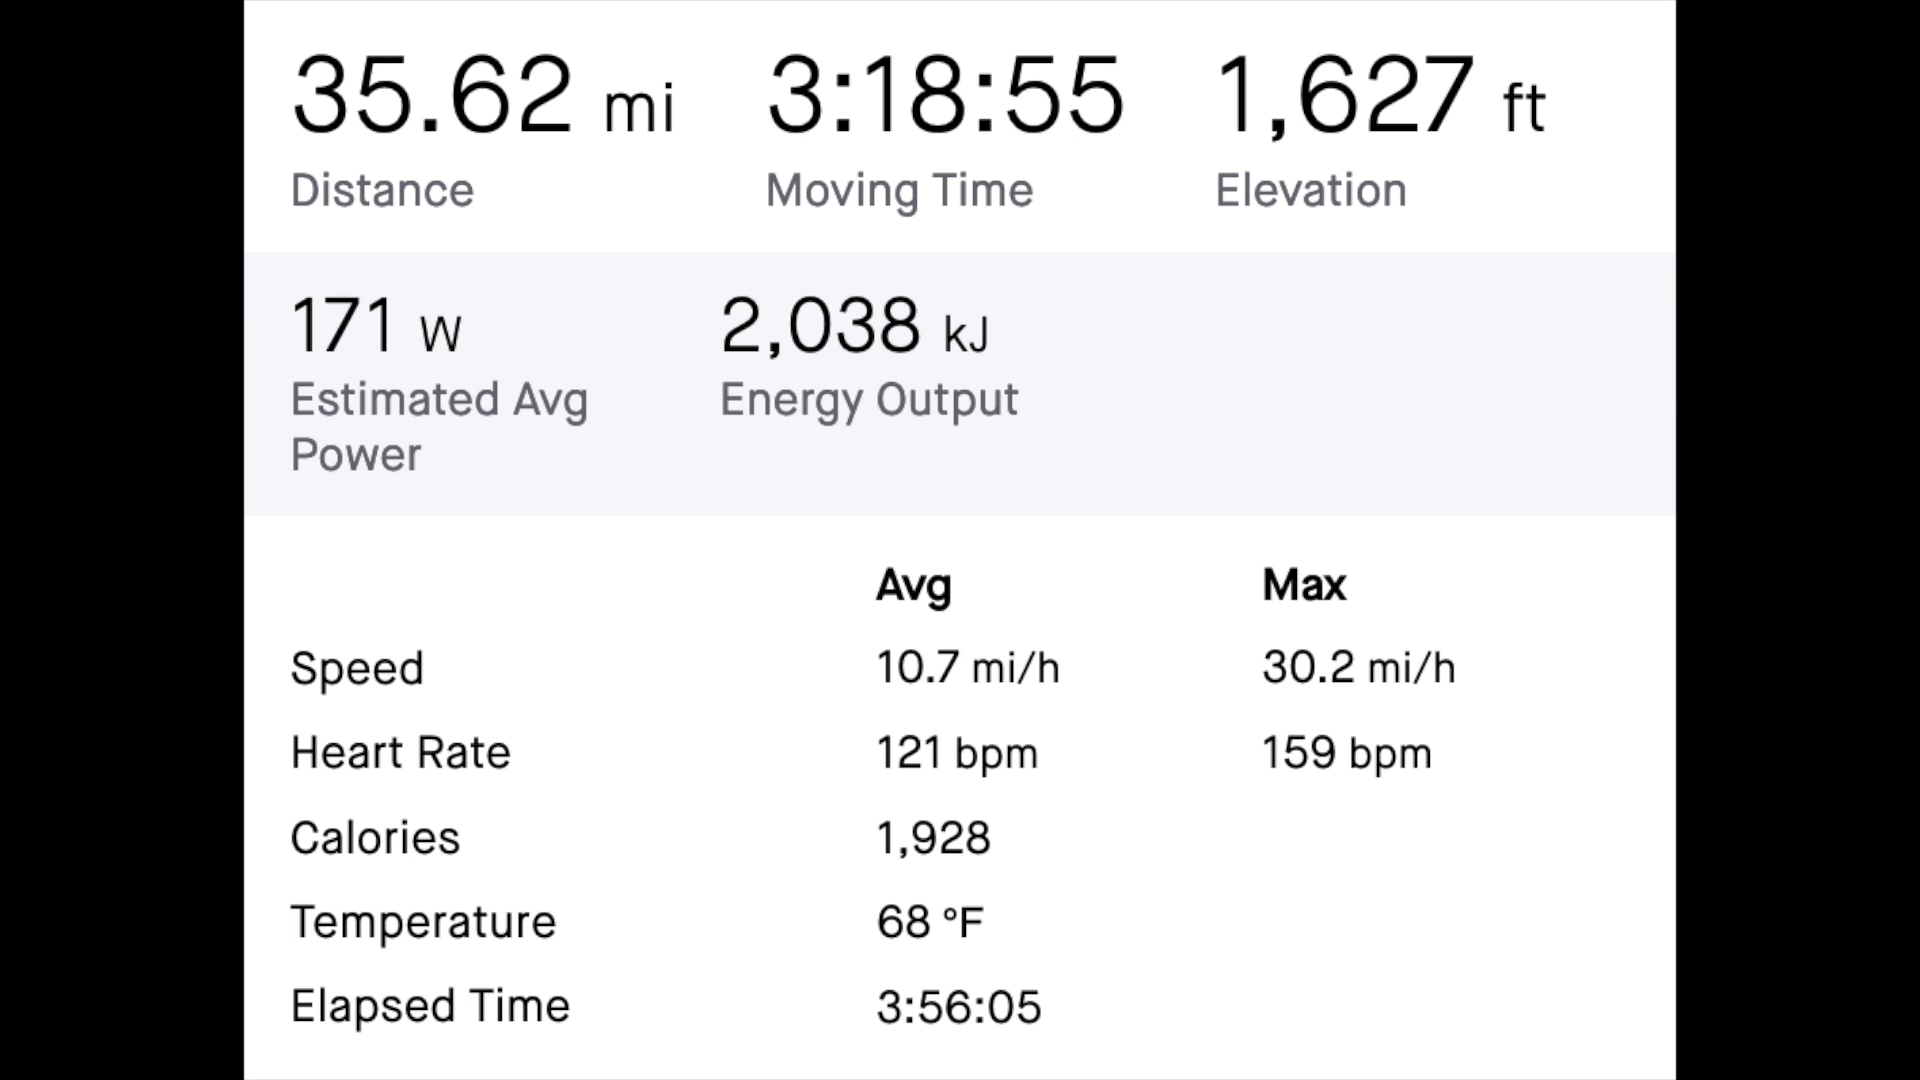 35.62 mi 3:18:55 1,627 ft
Distance Moving Time Elevation
171 W 2,038 kJ
Estimated Avg Energy Output
Power
Avg Max
Speed 10.7 mi/h 30.2 mi/h
Heart Rate 121 bpm 159 bpm
Calories 1,928
Temperature 68 °F
Elapsed Time 3:56:05